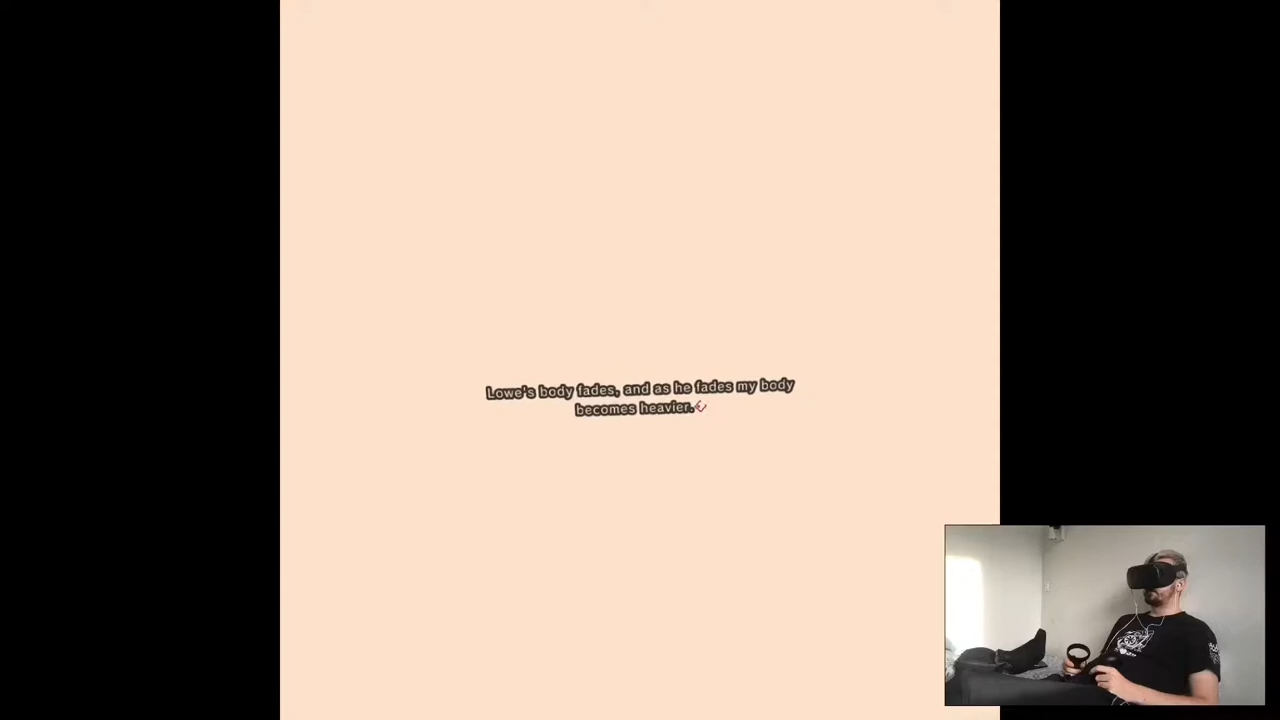 Lowe's body fades, and as he fades my body
becomes heavier.